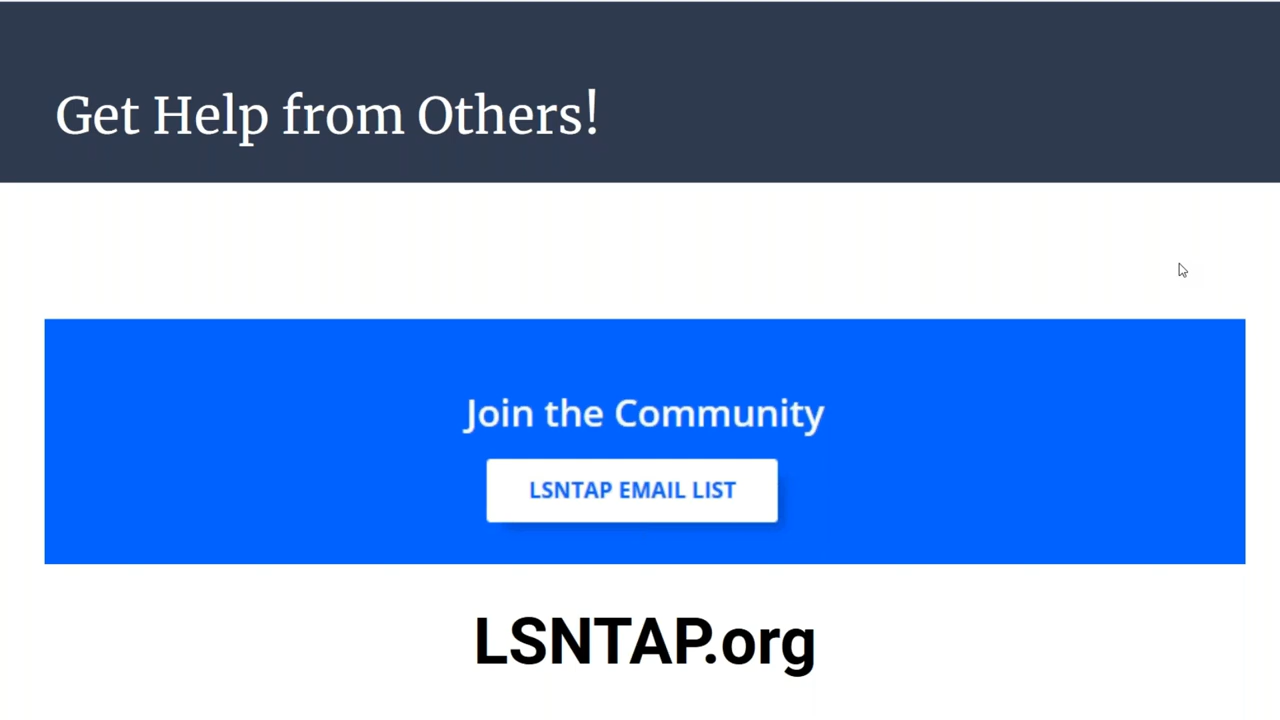 Get Help from Others!
Join the Community
LSNTAP EMAIL LIST
LSNTAP.org